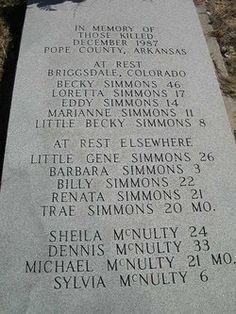 IN MEMORY OF
THOSE KILLED
DECEMBER 1987
POPE COUNTY, ARKANSAS
AT REST
BRIGGSDALE, COLORADO
BECKY SIMMONS 46
LORETTA SIMMONS 17
EDDY SIMMONS 14
MARIANNE SIMMONS 11
LITTLE BECKY SIMMONS 8
AT REST ELSEWHERE
LITTLE GENE SIMMONS 26
BARBARA SIMMONS 3
BILLY SIMMONS 22
RENATA SIMMONS 21
TRAE SIMMONS 20 MO.
SHEILA MCNULTY 24
DENNIS MCNULTY 33
MICHAEL MCNULTY 21 MO.
SYLVIA MCNULTY 6